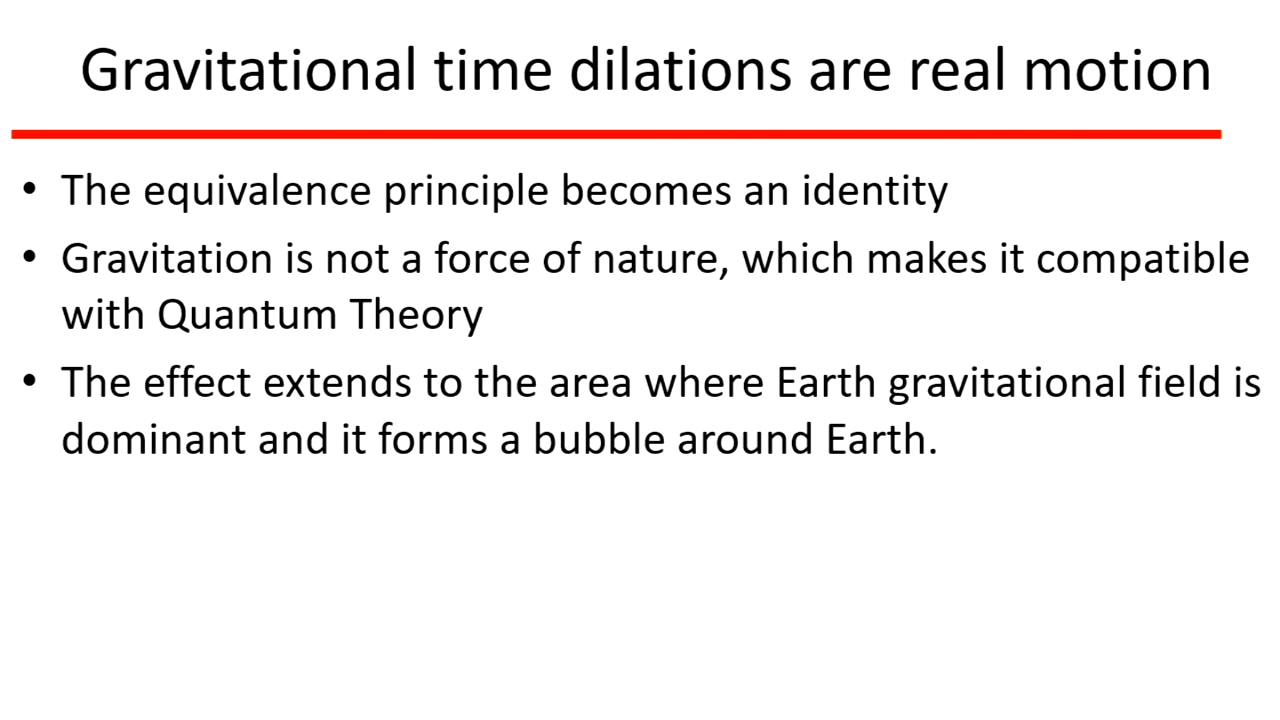 Gravitational time dilations are real motion
• The equivalence principle becomes an identity
• Gravitation is not a force of nature, which makes it compatible
with Quantum Theory
• The effect extends to the area where Earth gravitational field is
dominant and it forms a bubble around Earth.